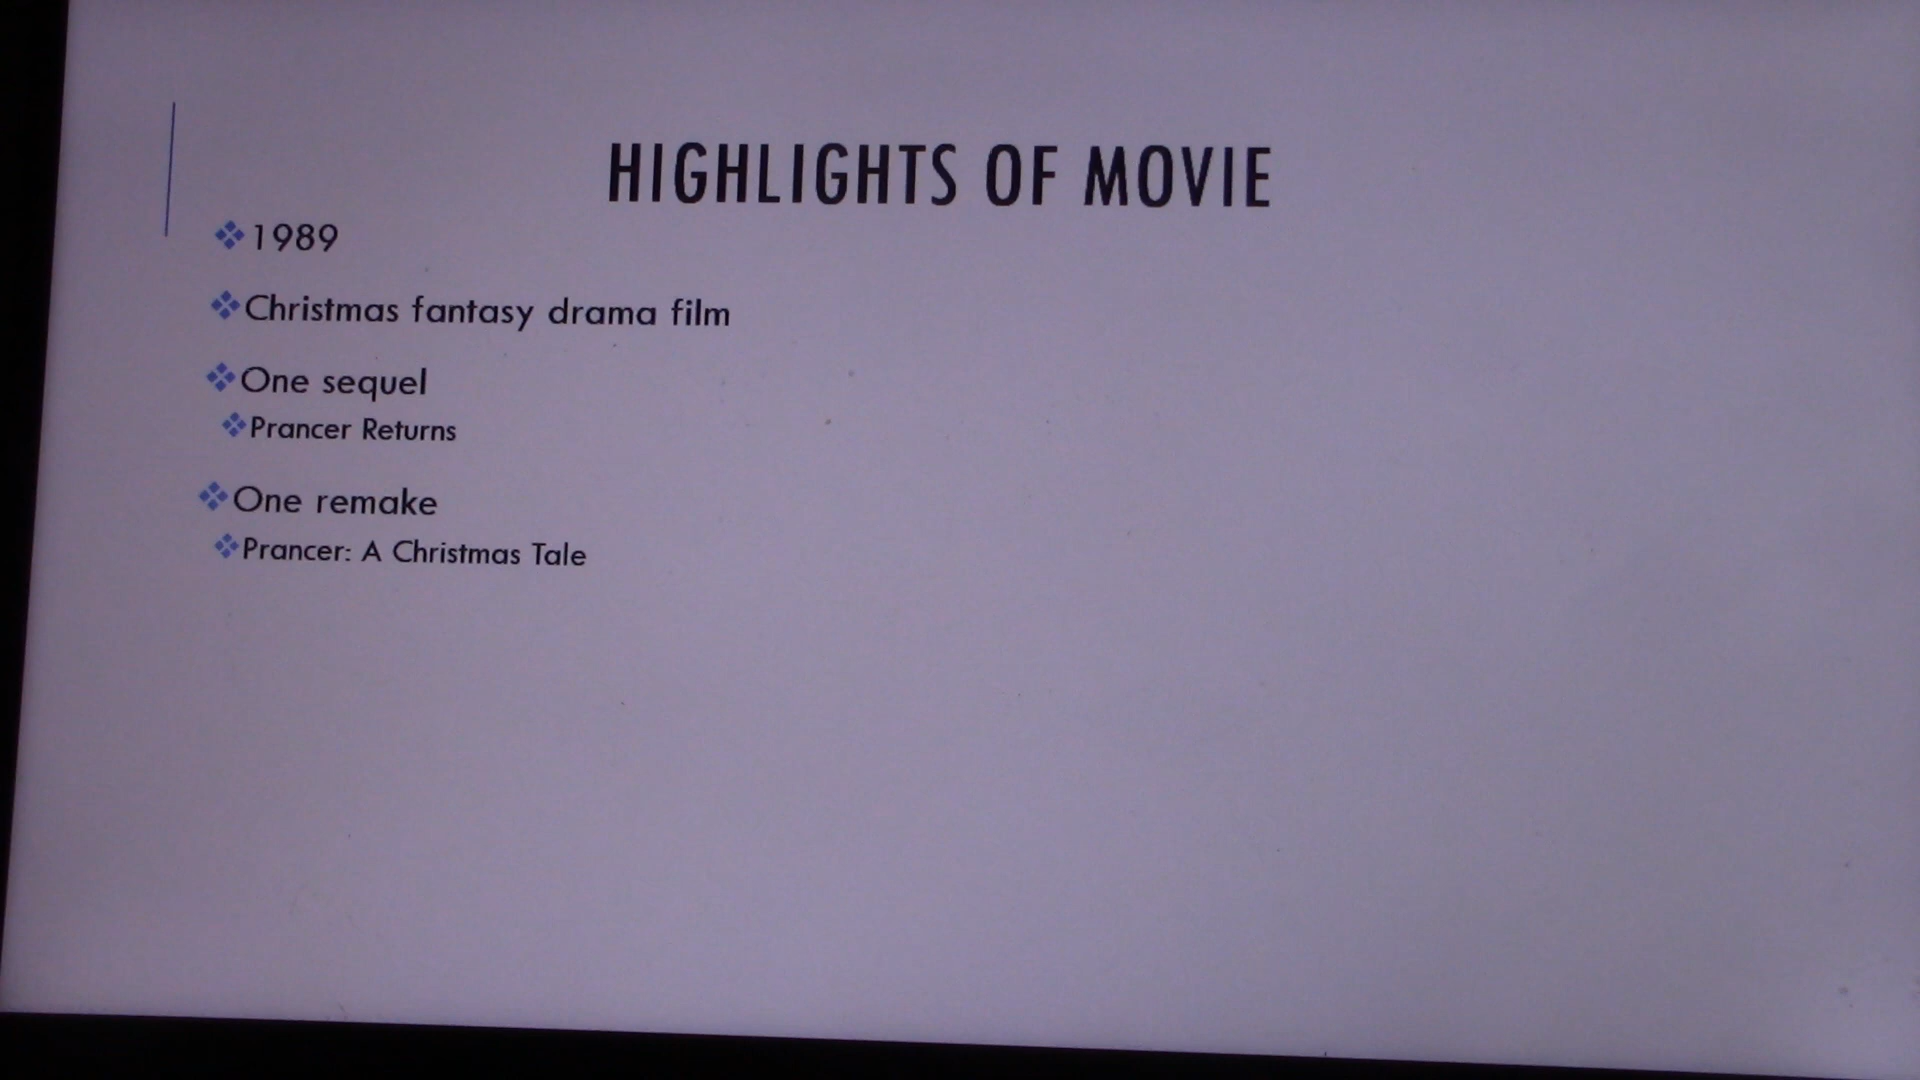 HIGHLIGHTS OF MOVIE
1989
Christmas fantasy drama film
One sequel
Prancer Returns
One remake
Prancer: A Christmas Tale